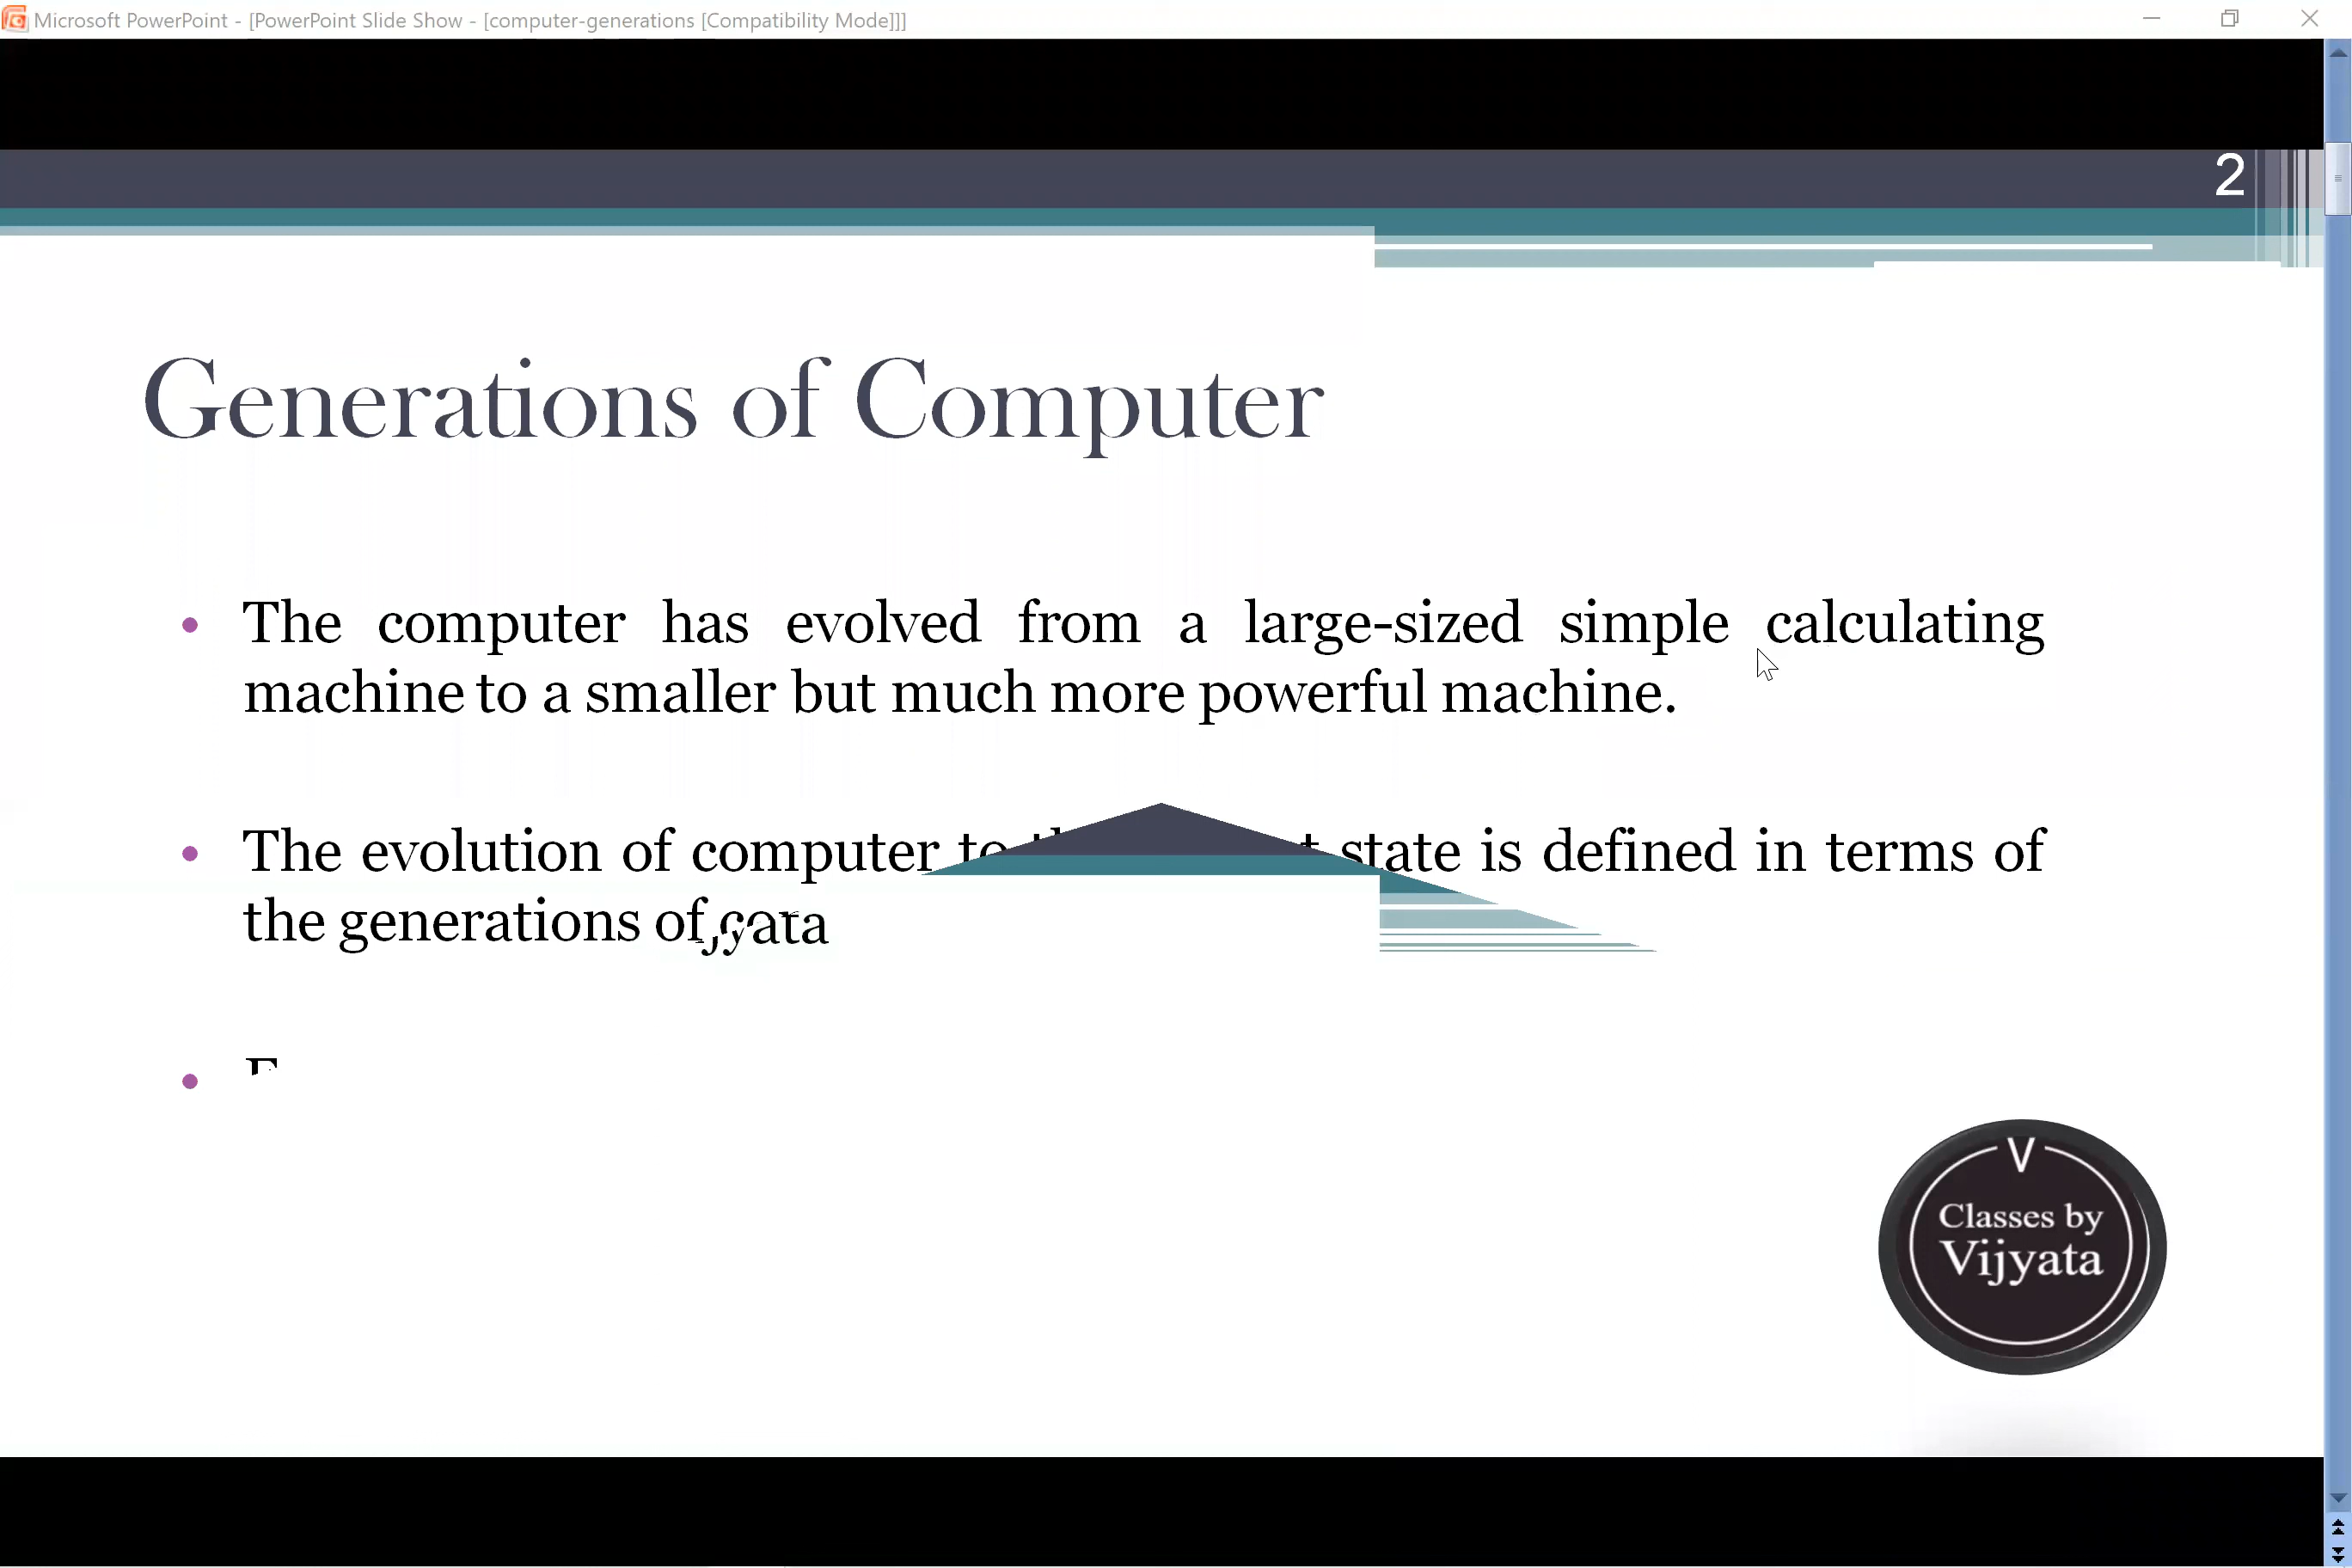 Microsoft PowerPoint - [PowerPoint Slide Show - [computer-generations [Compatibility Mode]]]
2
Generations of Computer
• The computer has evolved from a large-sized simple calculating
machine to a smaller but much more powerful machine.
• The evolution of computer to state is defined in terms of
the generations of
V
Classes by
Vijyata